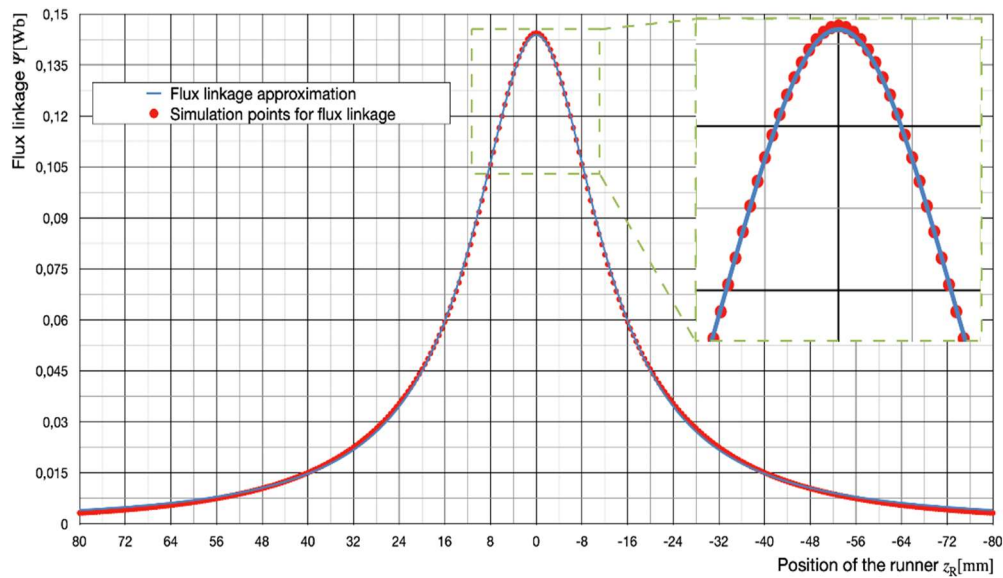 0,15
0,135
0,12
0,105
0,09
0,075
0,06
0,045
0,03
0,015
0
Flux linkage Ψ[Wb]
Flux linkage approximation
Simulation points for flux linkage
80 72 64 56 48 40 32 24 16 8 0 -8 -16 -24 -32 -40 -48 -56 -64 -72 -80
Position of the runner zR[mm]